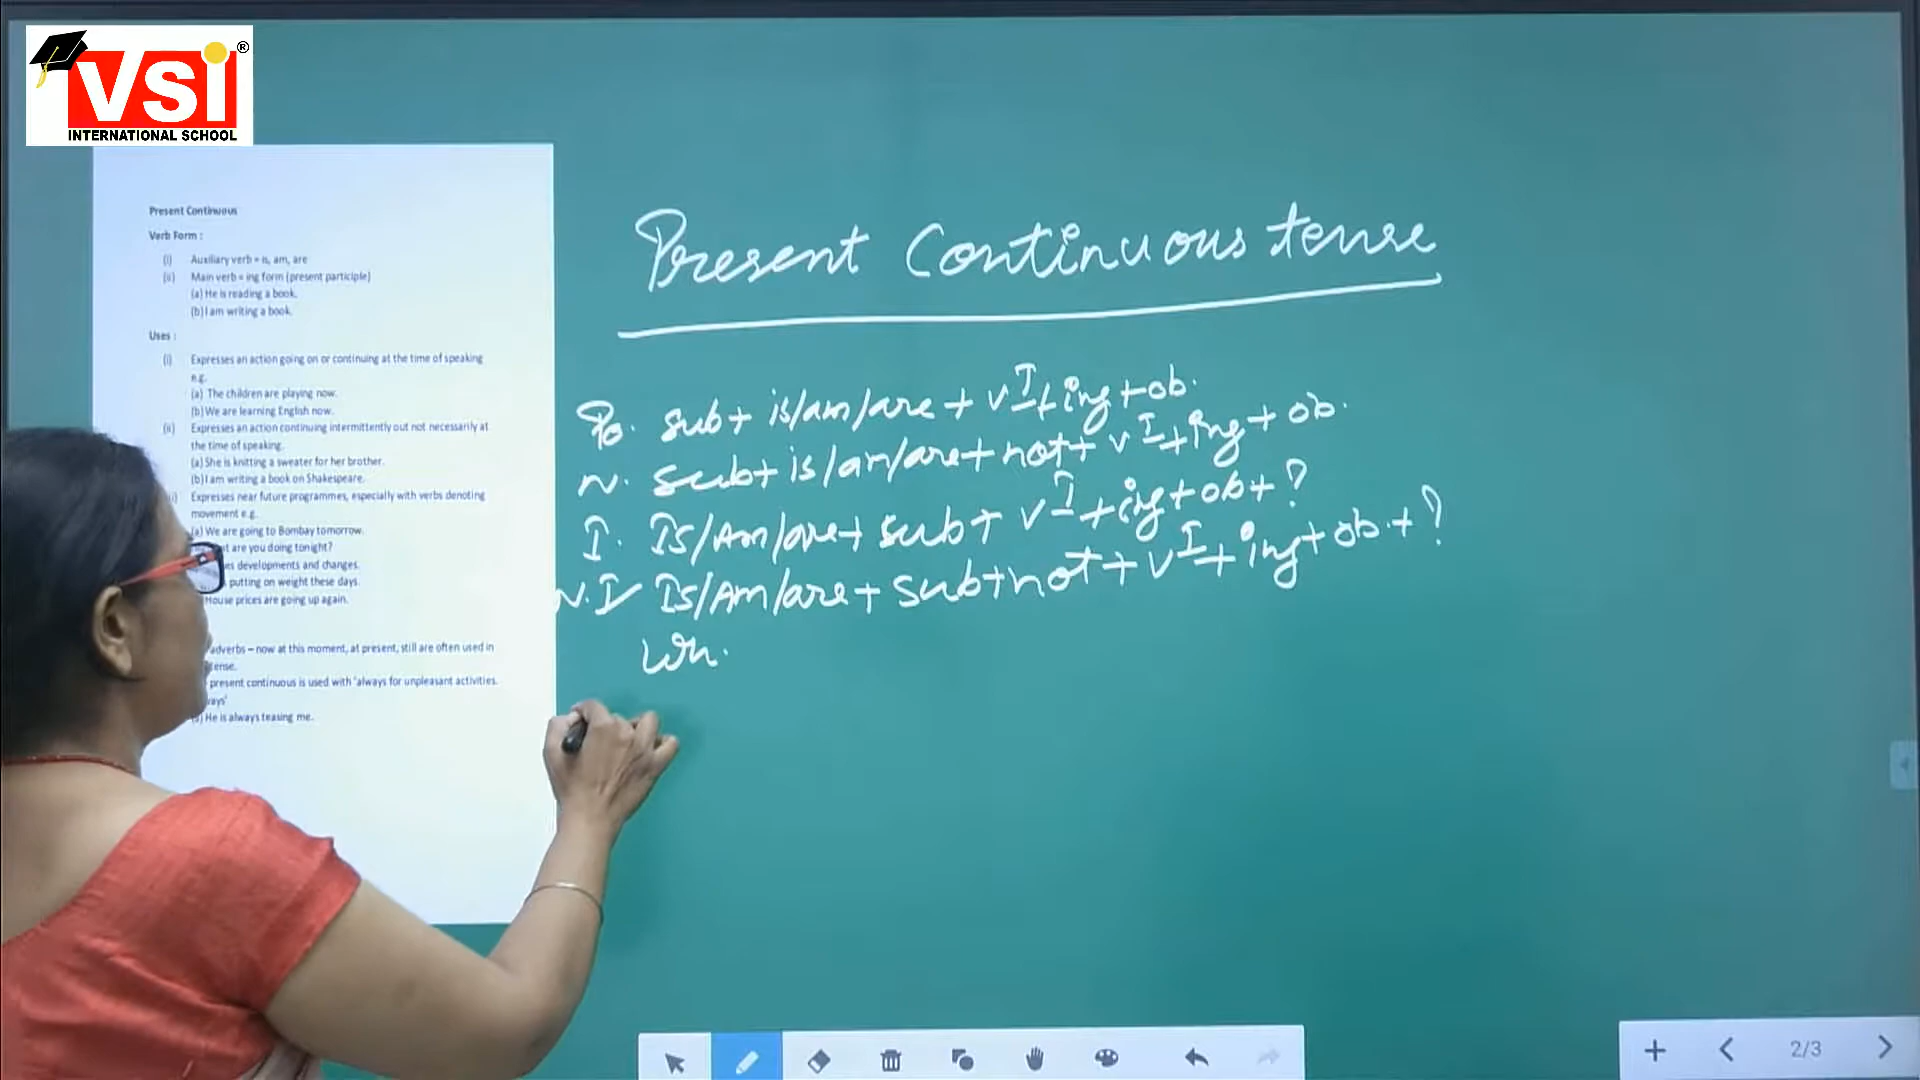 VSI ®
INTERNATIONAL SCHOOL
Present Continuous
Verb Form :
(i) Auxiliary verb = is, am, are
(ii) Main verb = ing form (present participle)
(a) He is reading a book.
(b) I am writing a book.
Uses :
(i) Expresses an action going on or continuing at the time of speaking
e.g.
(a) The children are playing now.
(b) We are learning English now.
(ii) Expresses an action continuing intermittently out not necessarily at
the time of speaking.
(a) She is knitting a sweater for her brother.
(b) I am writing a book on Shakespeare.
Expresses near future programmes, especially with verbs denoting
movement e.g.
(a) We are going to Bombay tomorrow.
are you doing tonight?
developments and changes.
putting on weight these days.
House prices are going up again.
adverbs – now at this moment, at present, still are often used in
tense.
present continuous is used with 'always for unpleasant activities.
He is always teasing me.
Present Continuous tense
Po. sub+ is/am/are + v I + ing + ob.
N. sub+ is/am/are + not + v I + ing + ob.
I. Is/Am/are + sub + v I + ing + ob + ?
N.I Is/Am/are + sub + not + v I + ing + ob. + ?
Wh.
2/3